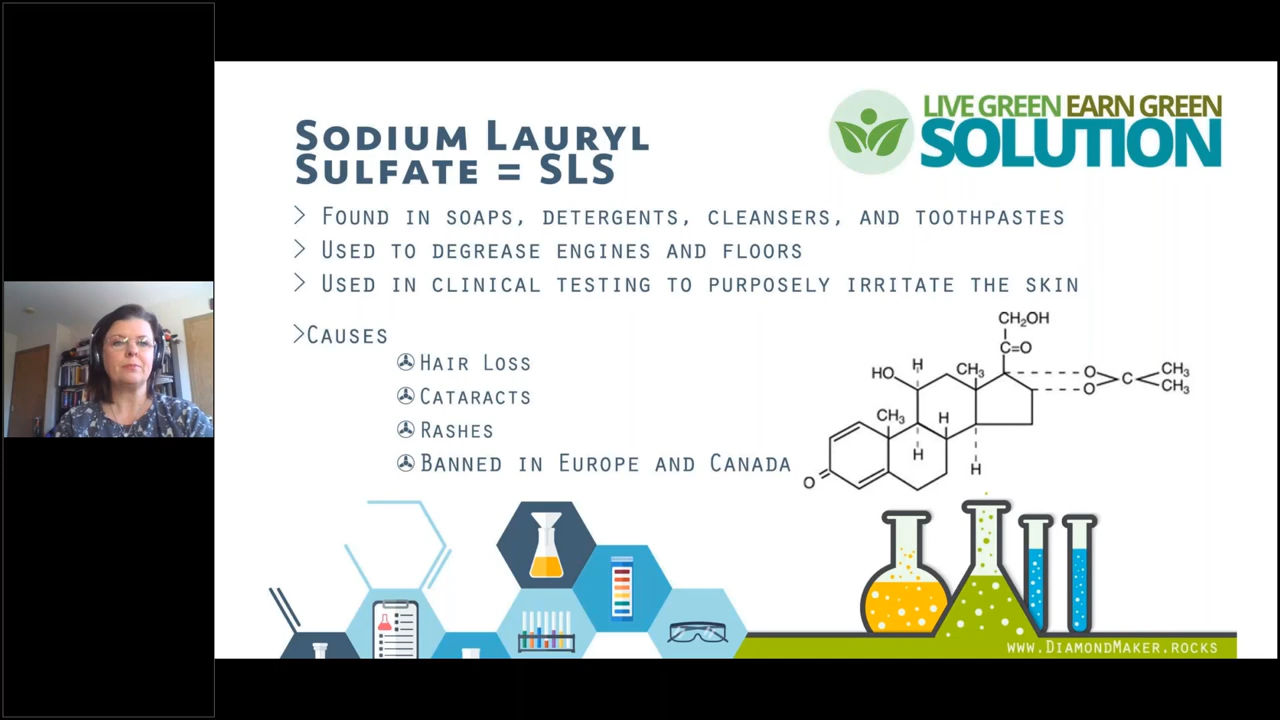 LIVE GREEN EARN GREEN
SOLUTION
SODIUM LAURYL
SULFATE = SLS
> FOUND IN SOAPS, DETERGENTS, CLEANSERS, AND TOOTHPASTES
> USED TO DEGREASE ENGINES AND FLOORS
> USED IN CLINICAL TESTING TO PURPOSELY IRRITATE THE SKIN
>CAUSES
HAIR LOSS
CATARACTS
RASHES
BANNED IN EUROPE AND CANADA
CH₂OH
C=O
HO
H
CH₃
O
O
C
CH₃
CH₃
CH₃
H
H
H
O
WWW.DIAMONDMAKER.ROCKS